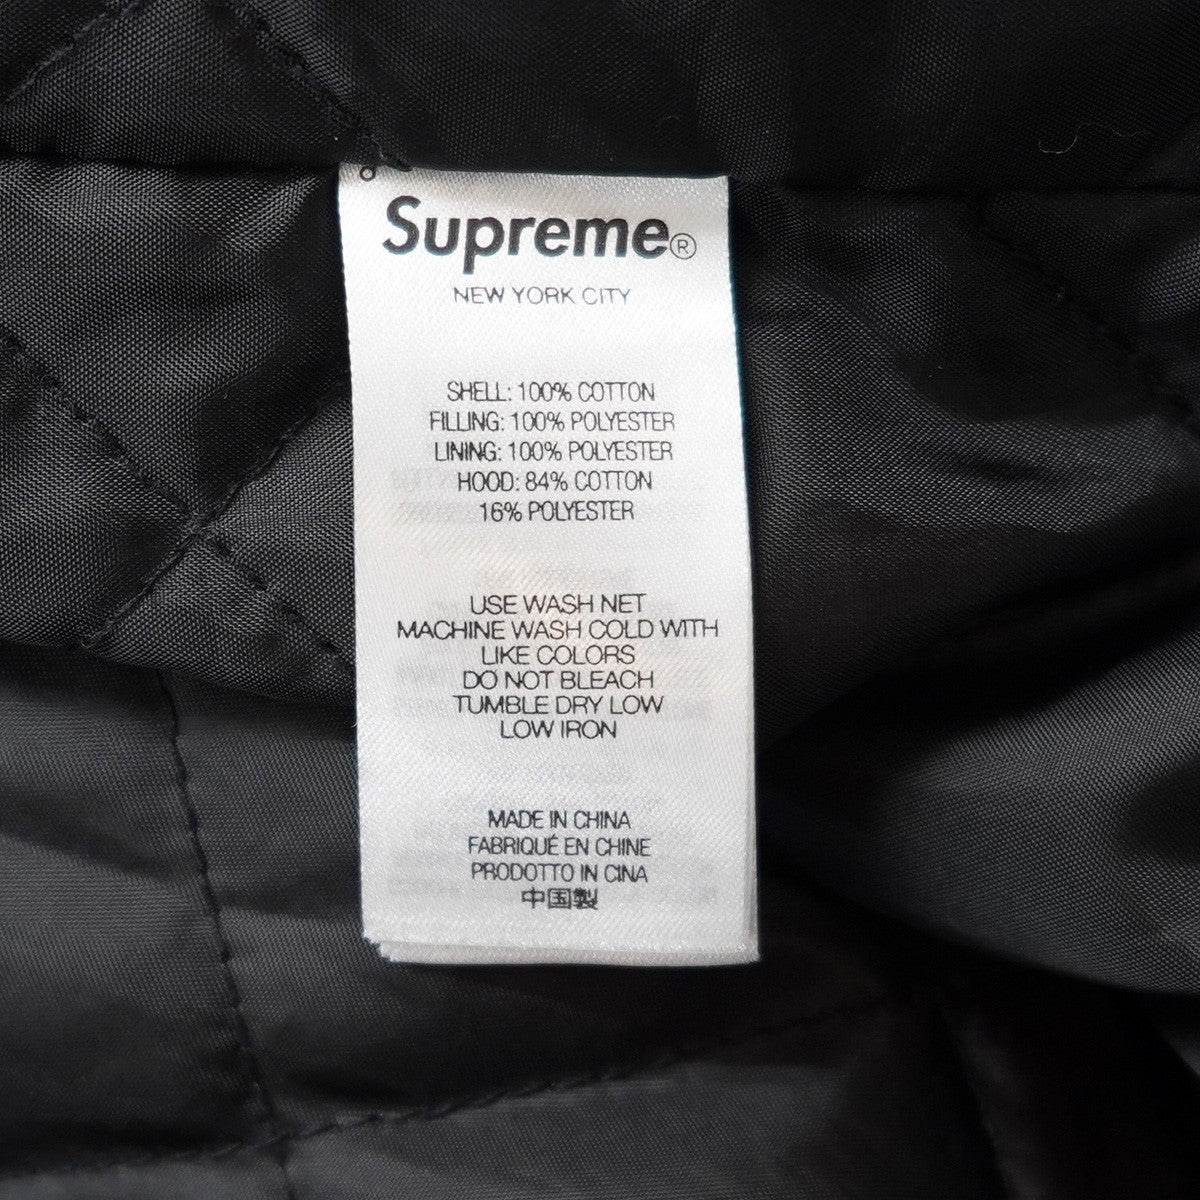 Supreme®
NEW YORK CITY
SHELL: 100% COTTON
FILLING: 100% POLYESTER
LINING: 100% POLYESTER
HOOD: 84% COTTON
16% POLYESTER
USE WASH NET
MACHINE WASH COLD WITH
LIKE COLORS
DO NOT BLEACH
TUMBLE DRY LOW
LOW IRON
MADE IN CHINA
FABRIQUÉ EN CHINE
PRODOTTO IN CINA
中国製